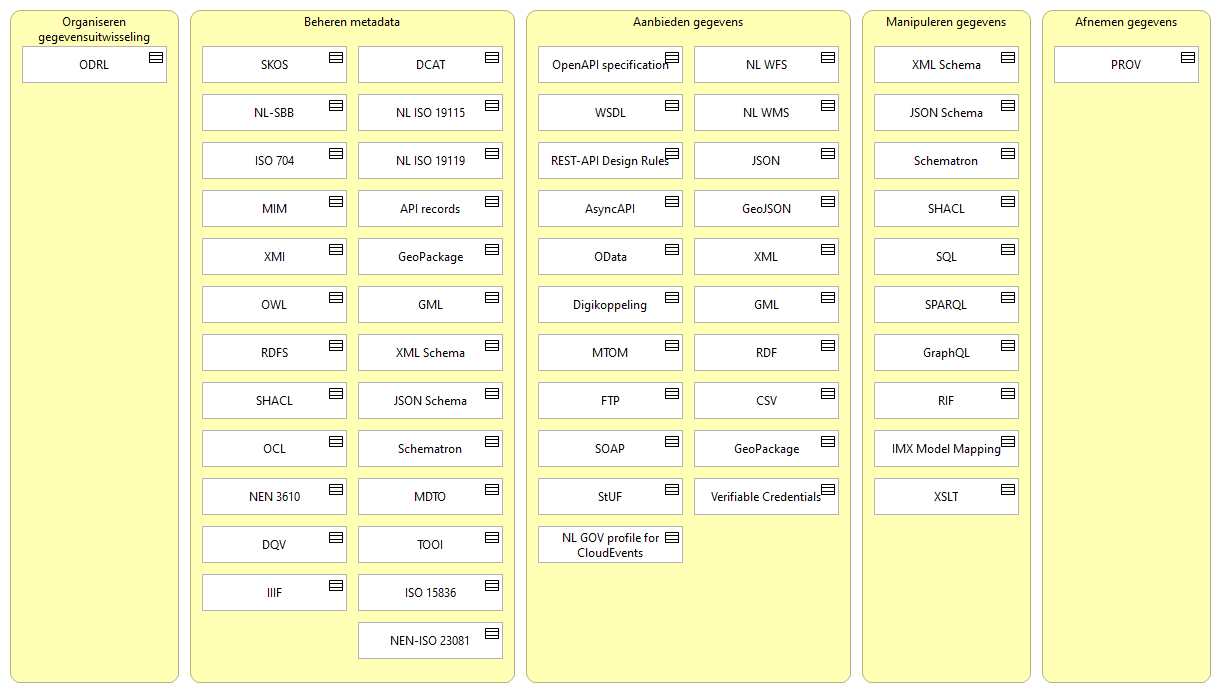 Organiseren
gegevensuitwisseling
ODRL
Beheren metadata
SKOS
NL-SBB
ISO 704
MIM
XMI
OWL
RDFS
SHACL
OCL
NEN 3610
DQV
IIIF
DCAT
NL ISO 19115
NL ISO 19119
API records
GeoPackage
GML
XML Schema
JSON Schema
Schematron
MDTO
TOOI
ISO 15836
NEN-ISO 23081
Aanbieden gegevens
OpenAPI specification
WSDL
REST-API Design Rules
AsyncAPI
OData
Digikoppeling
MTOM
FTP
SOAP
StUF
NL GOV profile for
CloudEvents
NL WFS
NL WMS
JSON
GeoJSON
XML
GML
RDF
CSV
GeoPackage
Verifiable Credentials
Manipuleren gegevens
XML Schema
JSON Schema
Schematron
SHACL
SQL
SPARQL
GraphQL
RIF
IMX Model Mapping
XSLT
Afnemen gegevens
PROV